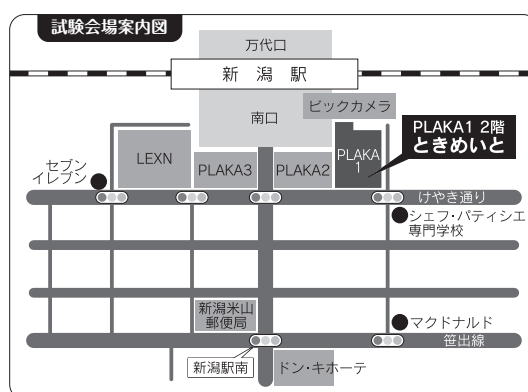 試験会場案内図
万代口
新潟駅
南口
ビックカメラ
PLAKA1 2階
ときめいと
LEXN
PLAKA3
PLAKA2
PLAKA
1
セブン
イレブン
けやき通り
シェフ・パティシエ
専門学校
新潟米山
郵便局
マクドナルド
笹出線
新潟駅南
ドン・キホーテ